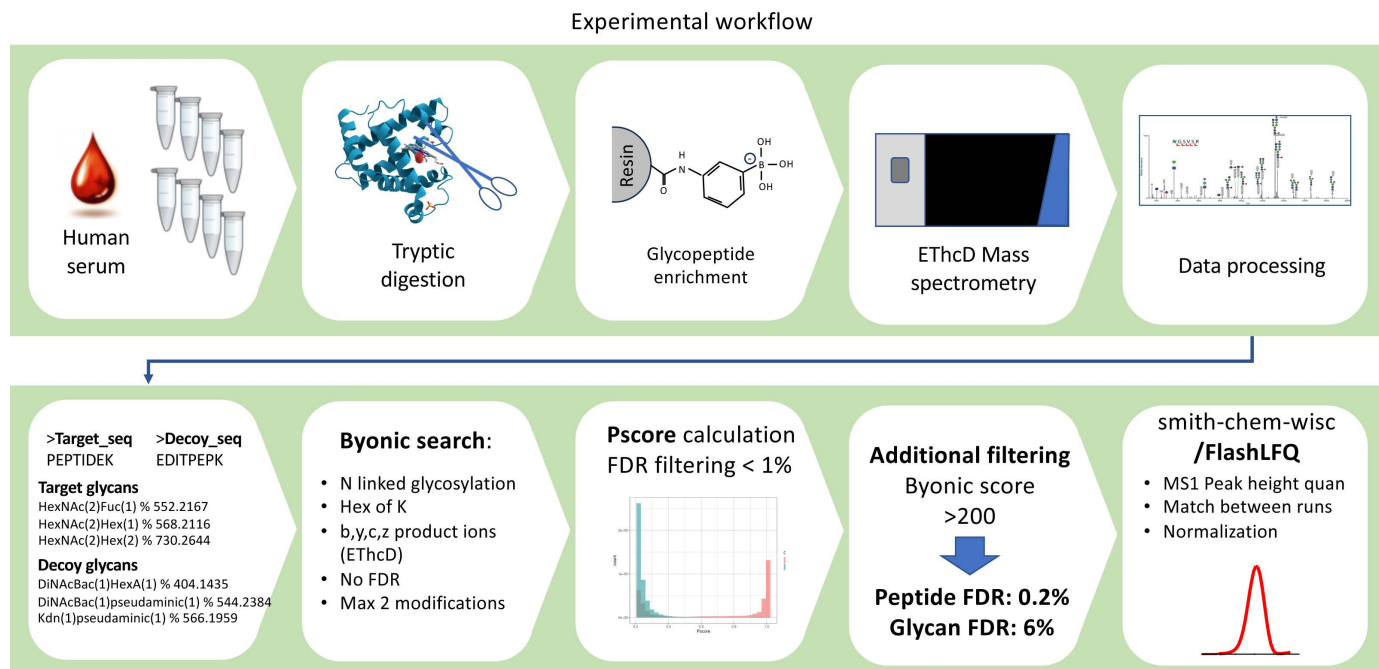 Experimental workflow
Human
serum
Tryptic
digestion
Resin
O
H
N
B
OH
OH
OH
Glycopeptide
enrichment
EThcD Mass
spectrometry
N G S V S R
Data processing
>Target_seq >Decoy_seq
PEPTIDEK EDITPEPK
Target glycans
HexNAc(2)Fuc(1) % 552.2167
HexNAc(2)Hex(1) % 568.2116
HexNAc(2)Hex(2) % 730.2644
Decoy glycans
DiNAcBac(1)HexA(1) % 404.1435
DiNAcBac(1)pseudaminic(1) % 544.2384
Kdn(1)pseudaminic(1) % 566.1959
Byonic search:
• N linked glycosylation
• Hex of K
• b,y,c,z product ions
(EThcD)
• No FDR
• Max 2 modifications
Pscore calculation
FDR filtering < 1%
count
Pscore
Additional filtering
Byonic score
>200
Peptide FDR: 0.2%
Glycan FDR: 6%
smith-chem-wisc
/FlashLFQ
• MS1 Peak height quan
• Match between runs
• Normalization